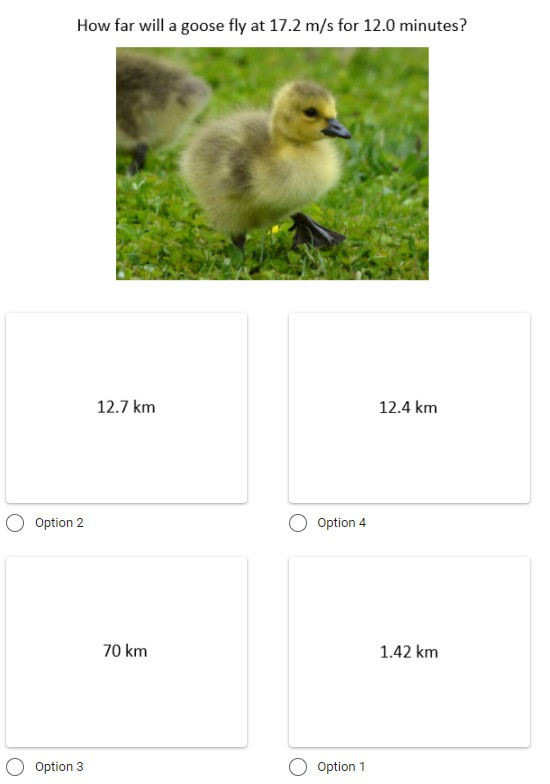 How far will a goose fly at 17.2 m/s for 12.0 minutes?
12.7 km
12.4 km
Option 2
Option 4
70 km
1.42 km
Option 3
Option 1